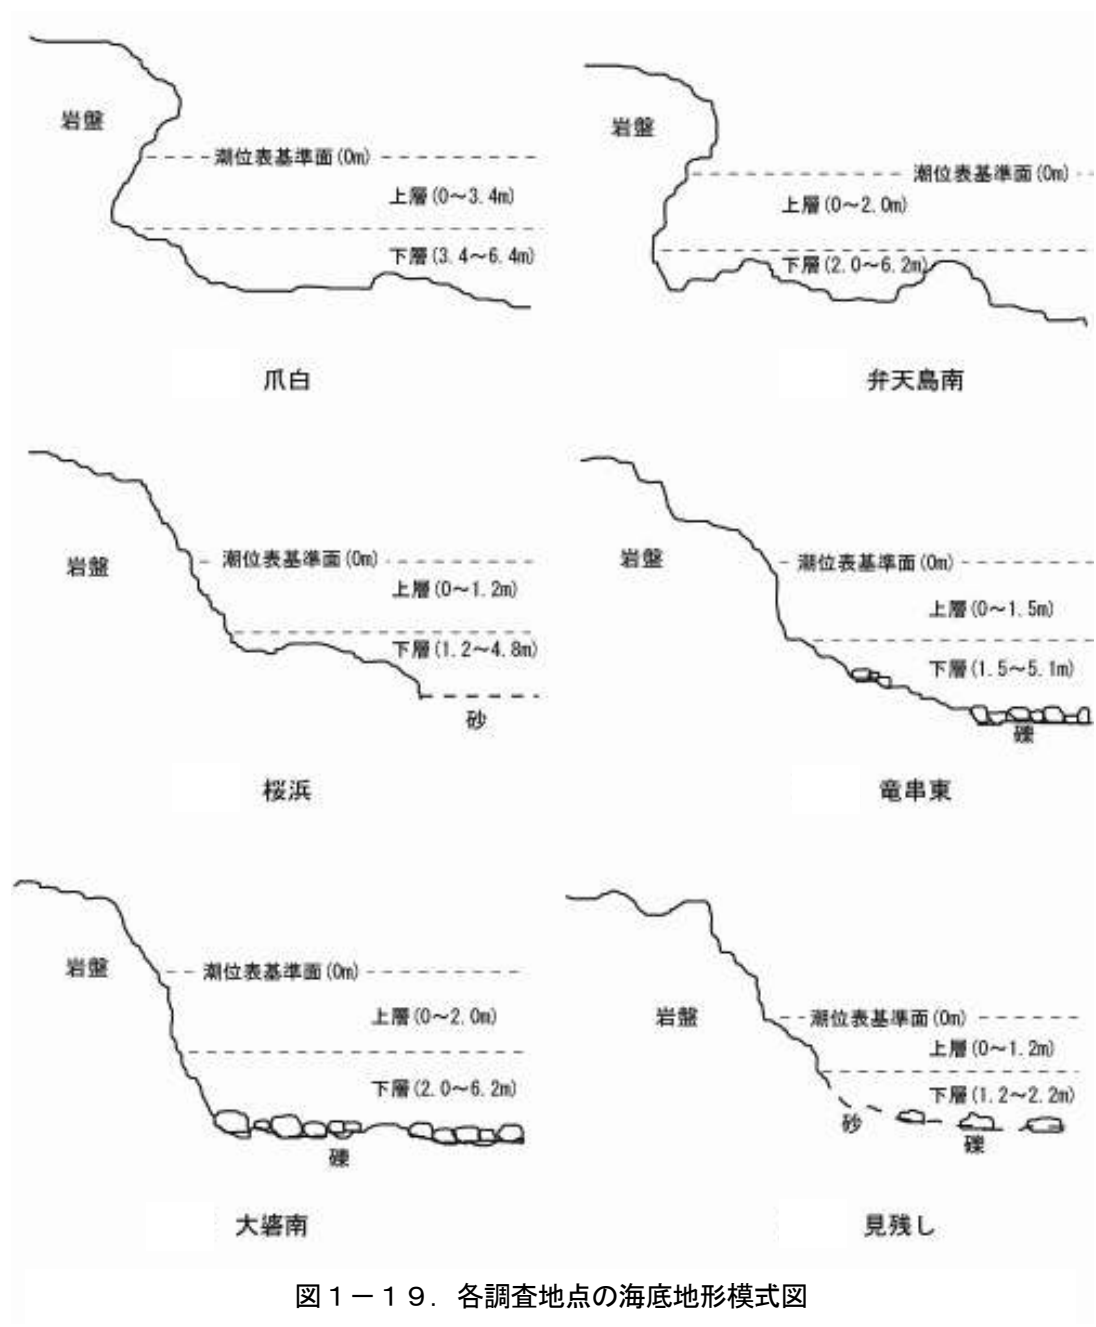 岩盤
潮位表基準面(0m)
上層(0～3.4m)
下層(3.4～6.4m)
爪白
岩盤
潮位表基準面(0m)
上層(0～2.0m)
下層(2.0～6.2m)
弁天島南
岩盤
潮位表基準面(0m)
上層(0～1.2m)
下層(1.2～4.8m)
砂
桜浜
岩盤
潮位表基準面(0m)
上層(0～1.5m)
下層(1.5～5.1m)
礫
竜串東
岩盤
潮位表基準面(0m)
上層(0～2.0m)
下層(2.0～6.2m)
礫
大碆南
岩盤
潮位表基準面(0m)
上層(0～1.2m)
下層(1.2～2.2m)
砂
礫
見残し
図１－１９．各調査地点の海底地形模式図